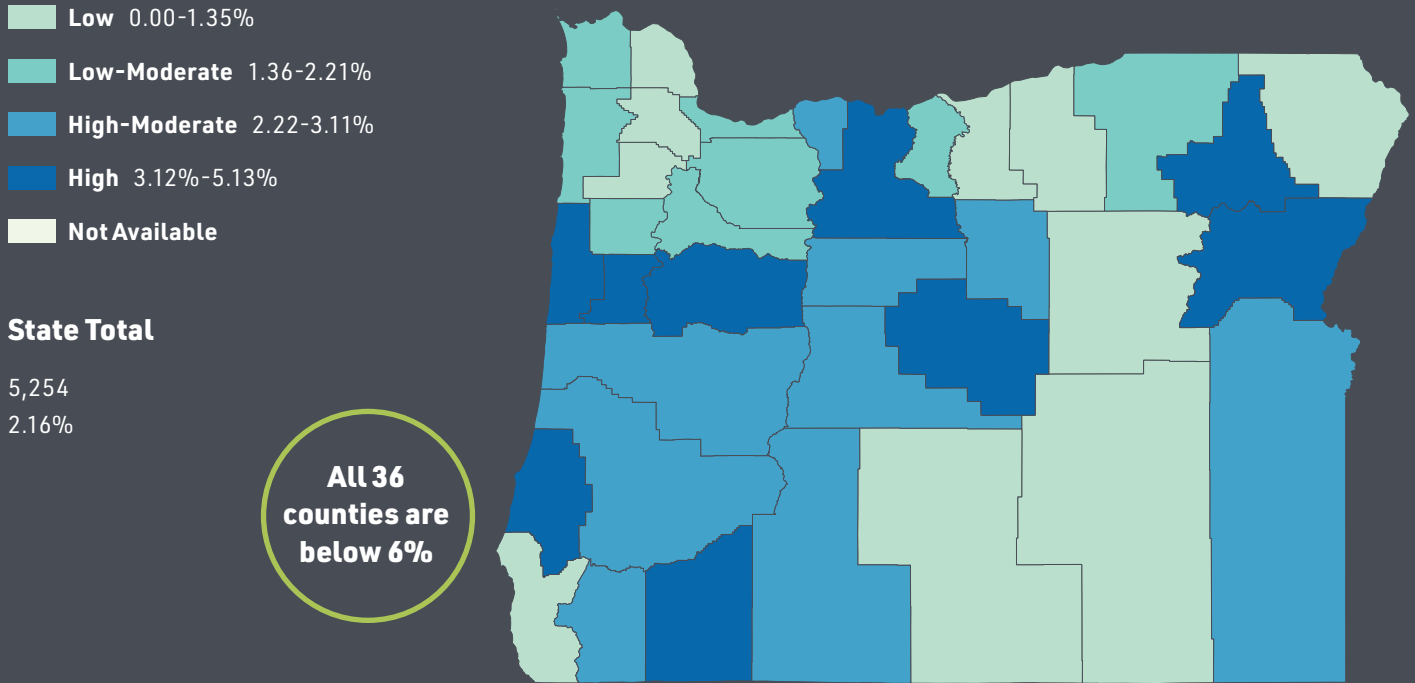 Low 0.00-1.35%
Low-Moderate 1.36-2.21%
High-Moderate 2.22-3.11%
High 3.12%-5.13%
Not Available
State Total
5,254
2.16%
All 36
counties are
below 6%